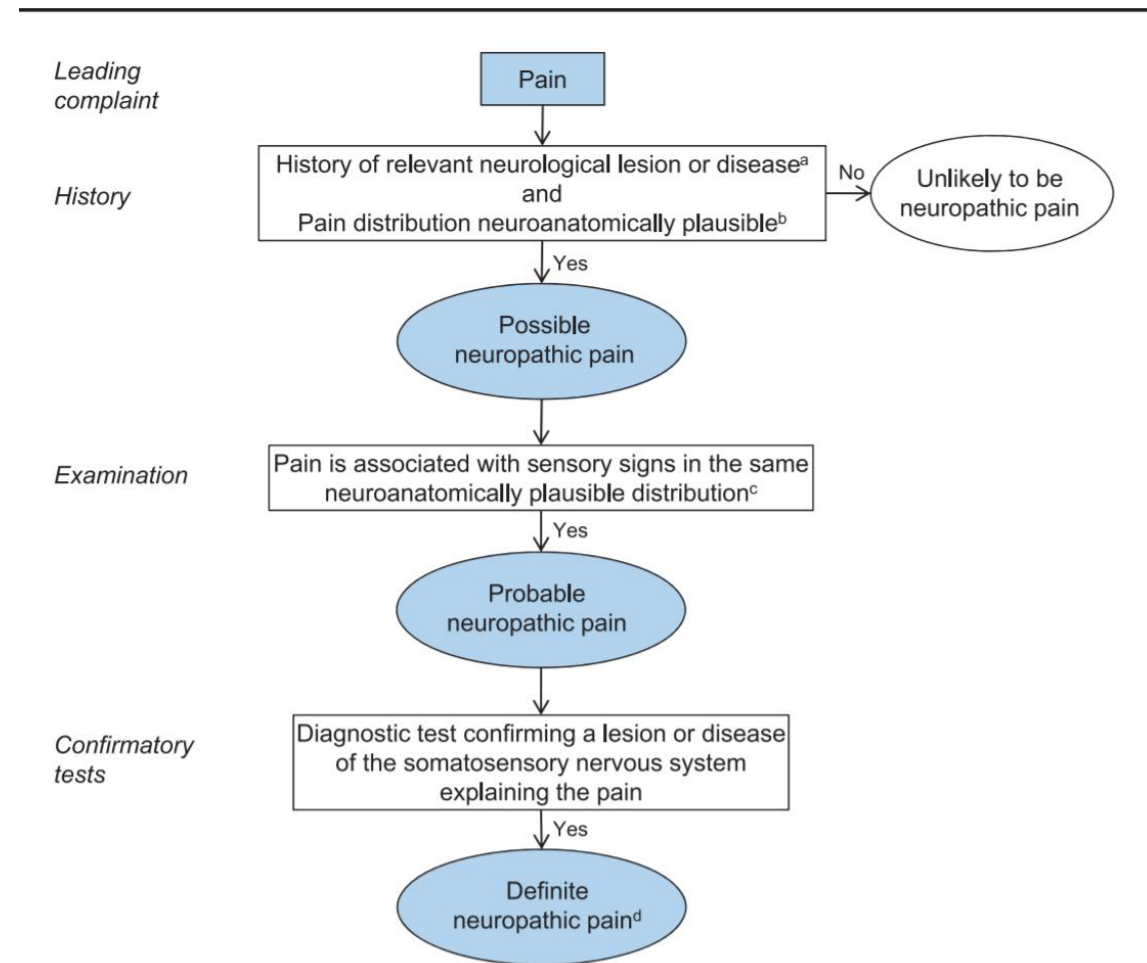 Leading
complaint
Pain
History
History of relevant neurological lesion or diseaseᵃ
and
Pain distribution neuroanatomically plausibleᵇ
No
Unlikely to be
neuropathic pain
Yes
Possible
neuropathic pain
Examination
Pain is associated with sensory signs in the same
neuroanatomically plausible distributionᶜ
Yes
Probable
neuropathic pain
Confirmatory
tests
Diagnostic test confirming a lesion or disease
of the somatosensory nervous system
explaining the pain
Yes
Definite
neuropathic painᵈ